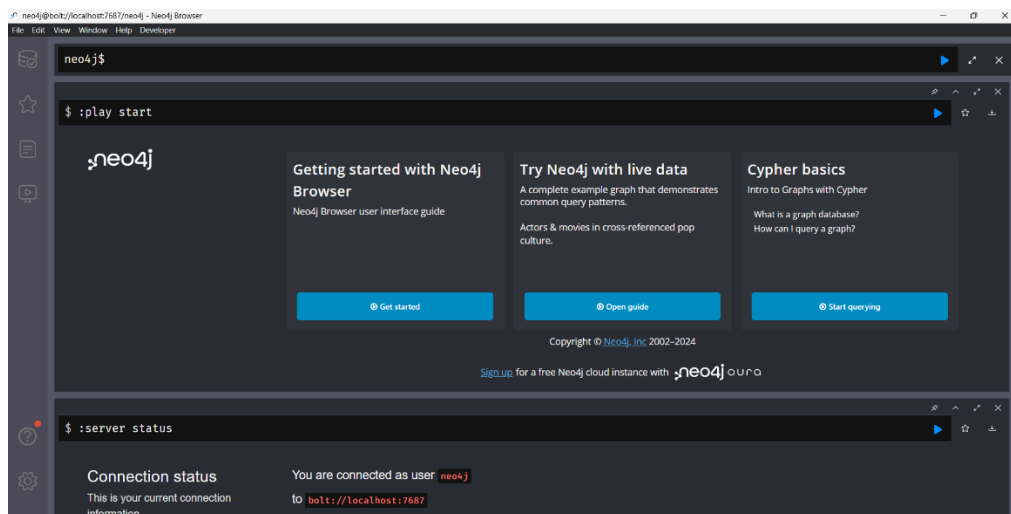 neo4j@bolt://localhost:7687/neo4j - Neo4j Browser
File Edit View Window Help Developer
neo4j$
$ :play start
neo4j
Getting started with Neo4j
Browser
Neo4j Browser user interface guide
Get started
Try Neo4j with live data
A complete example graph that demonstrates
common query patterns.
Actors & movies in cross-referenced pop
culture.
Open guide
Cypher basics
Intro to Graphs with Cypher
What is a graph database?
How can I query a graph?
Start querying
Copyright © Neo4j, Inc 2002–2024
Sign up for a free Neo4j cloud instance with neo4j aura
$ :server status
Connection status
This is your current connection
information.
You are connected as user neo4j
to bolt://localhost:7687